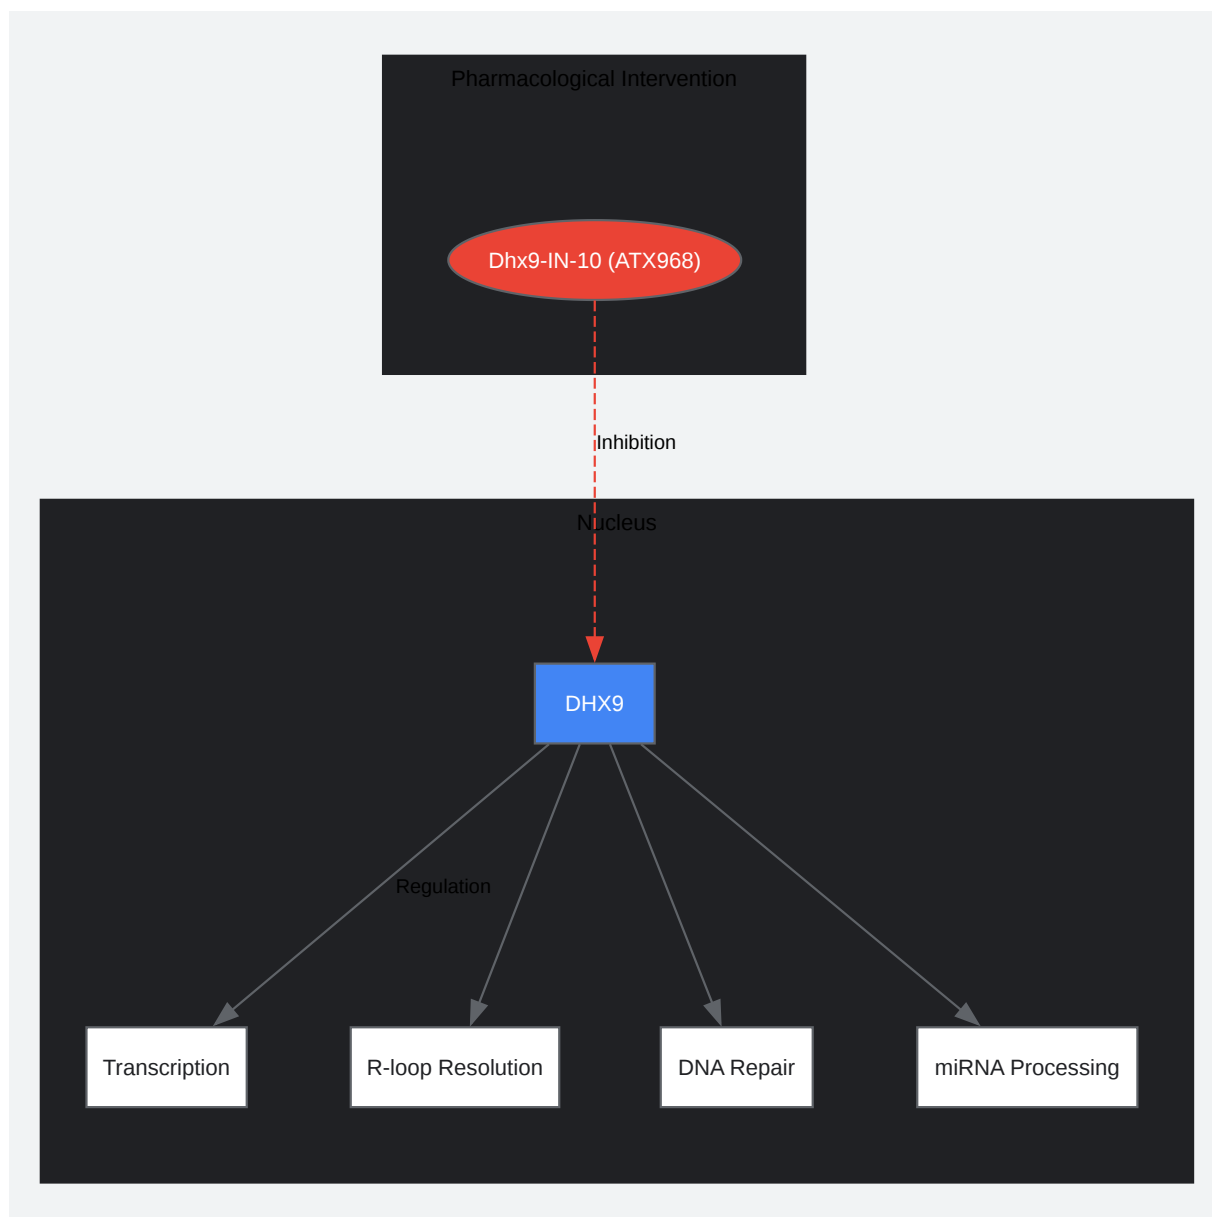 Pharmacological Intervention
Dhx9-IN-10 (ATX968)
Inhibition
Nucleus
DHX9
Regulation
Transcription
R-loop Resolution
DNA Repair
miRNA Processing